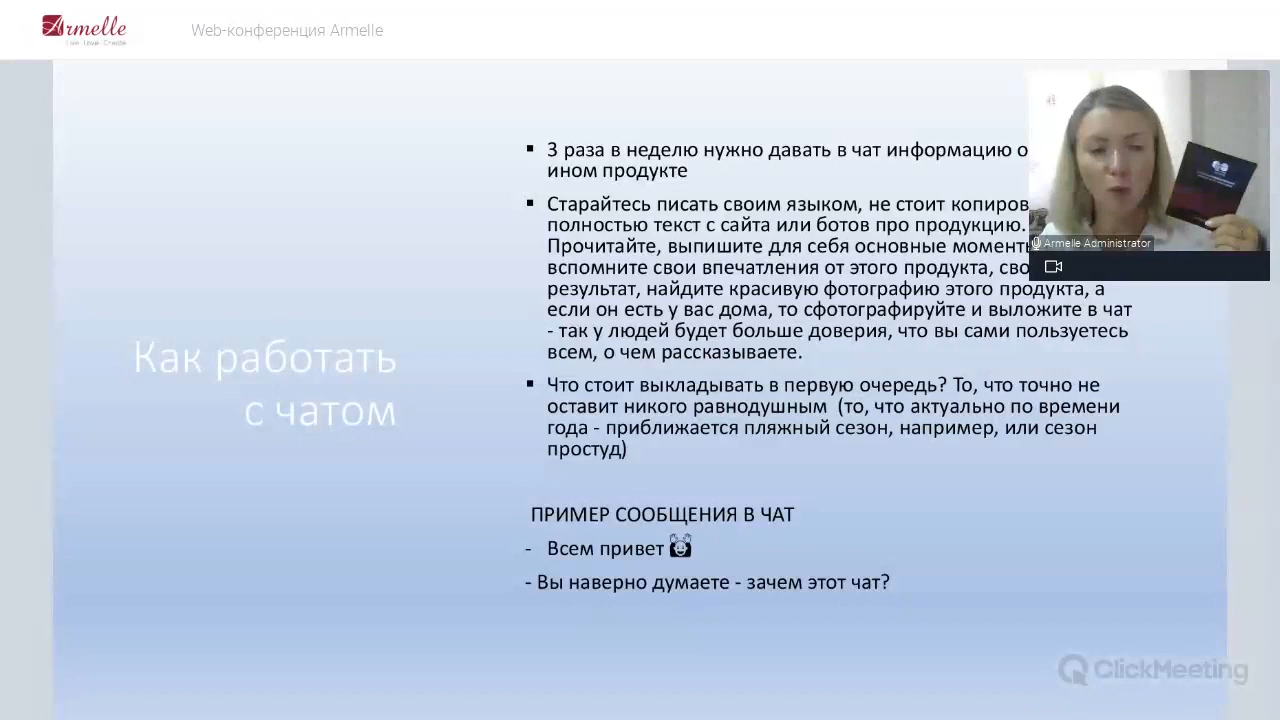 Armelle
Live · Love · Create
Web-конференция Armelle
3 раза в неделю нужно давать в чат информацию о
ином продукте
Старайтесь писать своим языком, не стоит копиров
полностью текст с сайта или ботов про продукцию.
Прочитайте, выпишите для себя основные момент
вспомните свои впечатления от этого продукта, сво
результат, найдите красивую фотографию этого продукта, а
если он есть у вас дома, то сфотографируйте и выложите в чат
- так у людей будет больше доверия, что вы сами пользуетесь
всем, о чем рассказываете.
Что стоит выкладывать в первую очередь? То, что точно не
оставит никого равнодушным (то, что актуально по времени
года - приближается пляжный сезон, например, или сезон
простуд)
Как работать
с чатом
ПРИМЕР СООБЩЕНИЯ В ЧАТ
- Всем привет
- Вы наверно думаете - зачем этот чат?
Armelle Administrator
ClickMeeting